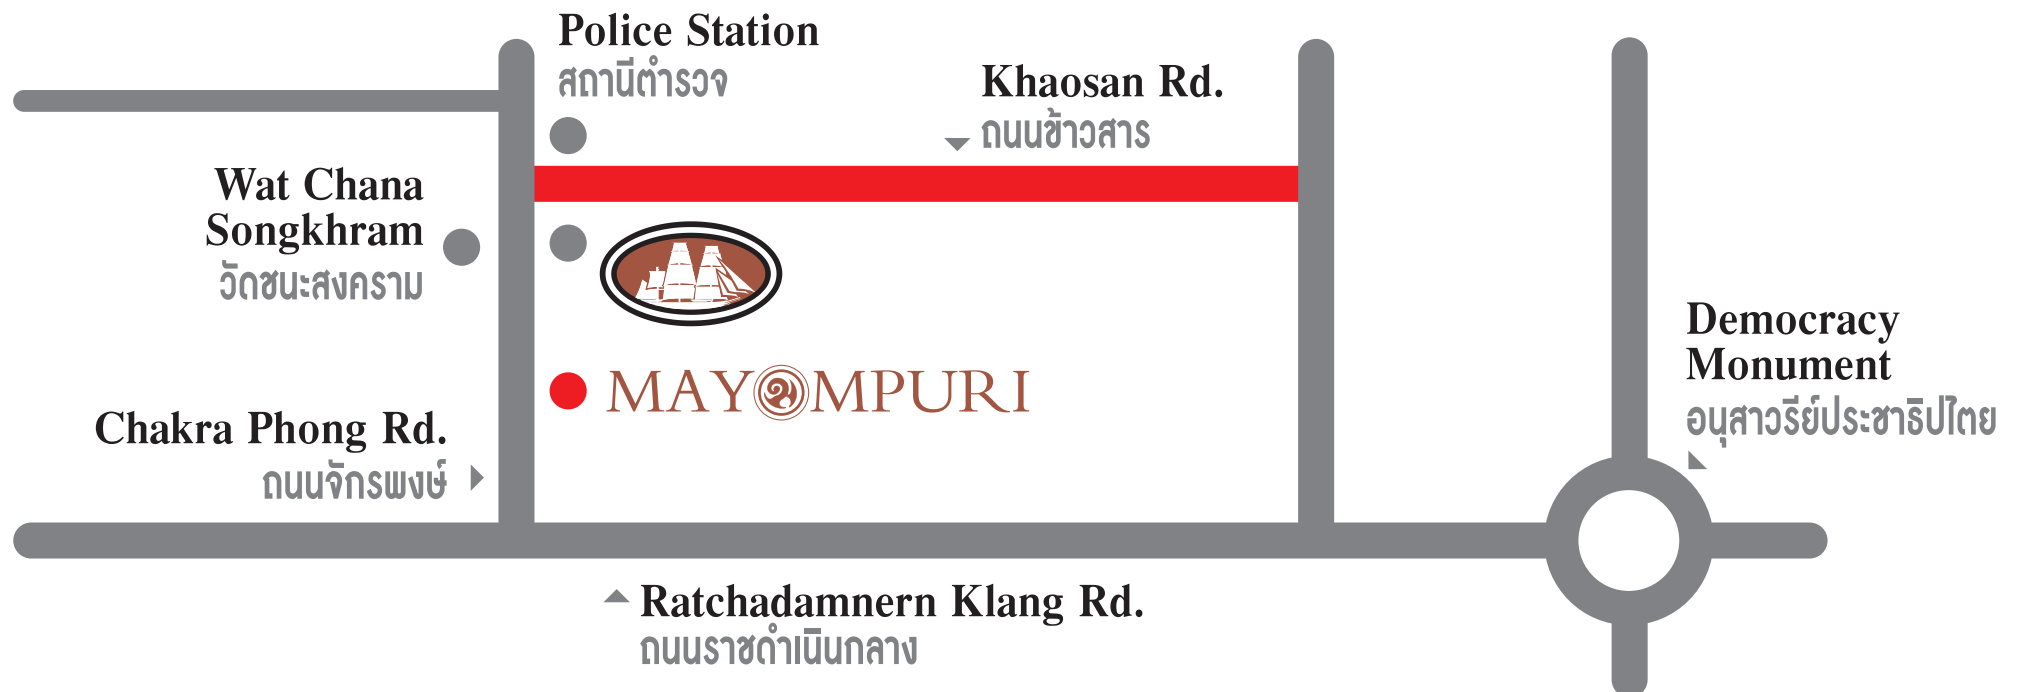 Police Station
สถานีตำรวจ
Khaosan Rd.
ถนนข้าวสาร
Wat Chana
Songkhram
วัดชนะสงคราม
MAYOMPURI
Democracy
Monument
อนุสาวรีย์ประชาธิปไตย
Chakra Phong Rd.
ถนนจักรพงษ์
Ratchadamnern Klang Rd.
ถนนราชดำเนินกลาง